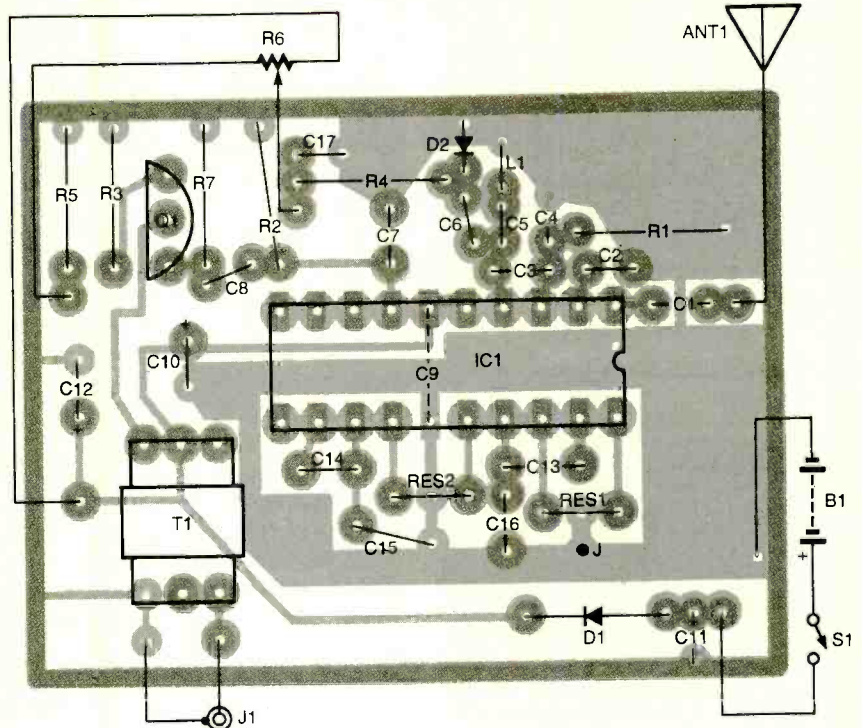 R6
ANT1
C17
D2
L1
R5
R3
Q1
R7
R2
R4
C6
C5
C4
R1
C7
C3
C2
C8
C1
+
C10
C9
IC1
C12
C14
RES2
C13
RES1
B1
T1
C15
C16
J
+
D1
C11
S1
J1